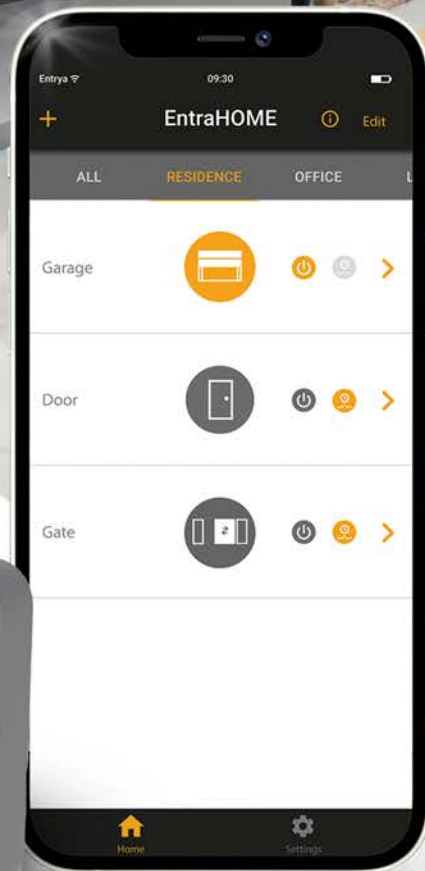 Entrya 09:30
EntraHOME Edit
ALL RESIDENCE OFFICE L
Garage
Door
Gate
Home Settings